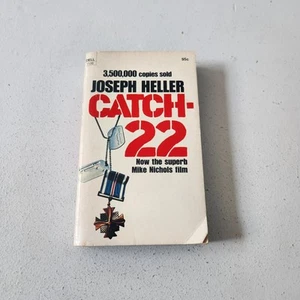 3,500,000 copies sold
JOSEPH HELLER
CATCH-
22
Now the superb
Mike Nichols film